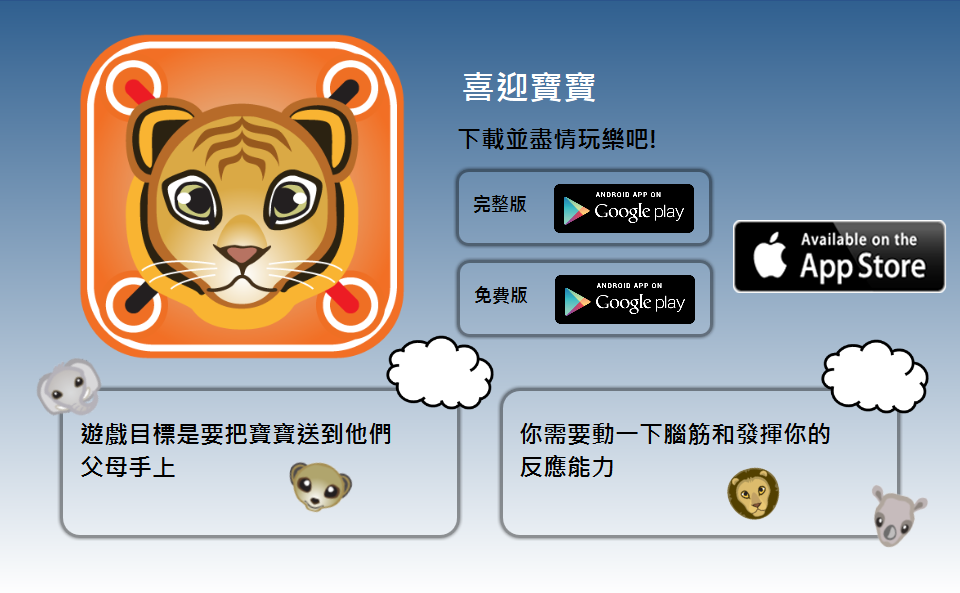 喜迎寶寶
下載並盡情玩樂吧!
完整版
ANDROID APP ON
Google play
免費版
ANDROID APP ON
Google play
Available on the
App Store
遊戲目標是要把寶寶送到他們
父母手上
你需要動一下腦筋和發揮你的
反應能力